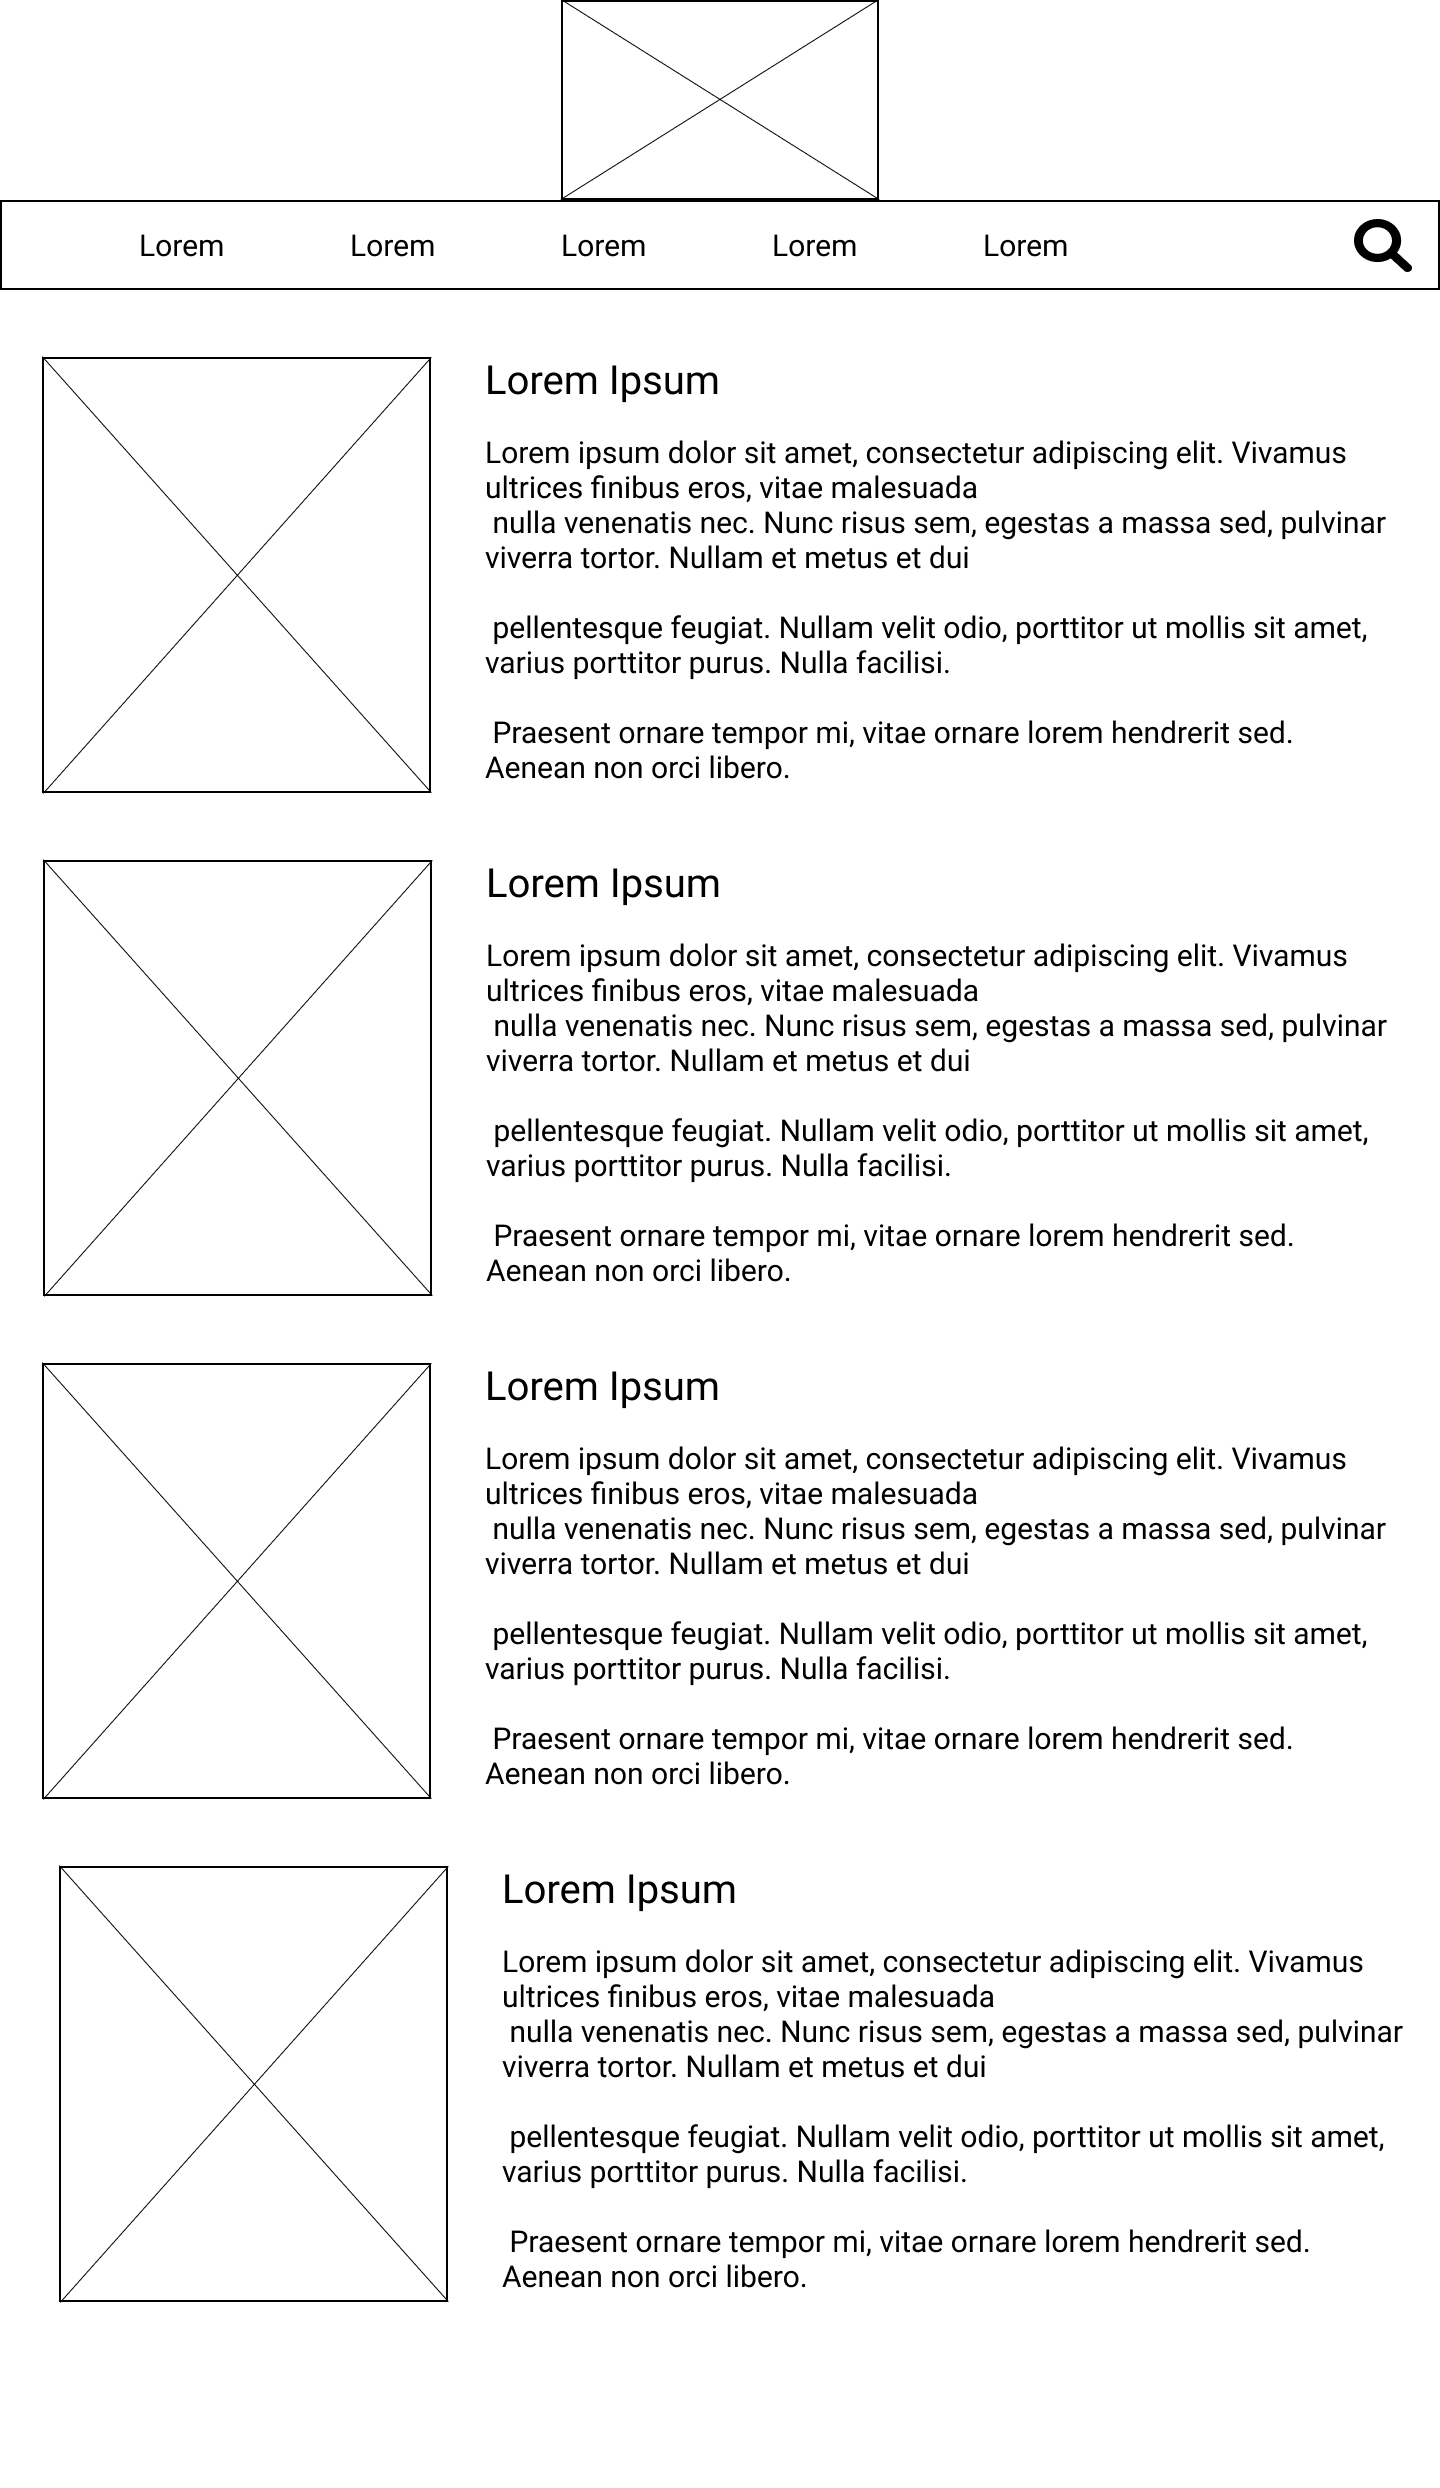 Lorem Lorem Lorem Lorem Lorem
Lorem Ipsum
Lorem ipsum dolor sit amet, consectetur adipiscing elit. Vivamus
ultrices finibus eros, vitae malesuada
nulla venenatis nec. Nunc risus sem, egestas a massa sed, pulvinar
viverra tortor. Nullam et metus et dui
pellentesque feugiat. Nullam velit odio, porttitor ut mollis sit amet,
varius porttitor purus. Nulla facilisi.
Praesent ornare tempor mi, vitae ornare lorem hendrerit sed.
Aenean non orci libero.
Lorem Ipsum
Lorem ipsum dolor sit amet, consectetur adipiscing elit. Vivamus
ultrices finibus eros, vitae malesuada
nulla venenatis nec. Nunc risus sem, egestas a massa sed, pulvinar
viverra tortor. Nullam et metus et dui
pellentesque feugiat. Nullam velit odio, porttitor ut mollis sit amet,
varius porttitor purus. Nulla facilisi.
Praesent ornare tempor mi, vitae ornare lorem hendrerit sed.
Aenean non orci libero.
Lorem Ipsum
Lorem ipsum dolor sit amet, consectetur adipiscing elit. Vivamus
ultrices finibus eros, vitae malesuada
nulla venenatis nec. Nunc risus sem, egestas a massa sed, pulvinar
viverra tortor. Nullam et metus et dui
pellentesque feugiat. Nullam velit odio, porttitor ut mollis sit amet,
varius porttitor purus. Nulla facilisi.
Praesent ornare tempor mi, vitae ornare lorem hendrerit sed.
Aenean non orci libero.
Lorem Ipsum
Lorem ipsum dolor sit amet, consectetur adipiscing elit. Vivamus
ultrices finibus eros, vitae malesuada
nulla venenatis nec. Nunc risus sem, egestas a massa sed, pulvinar
viverra tortor. Nullam et metus et dui
pellentesque feugiat. Nullam velit odio, porttitor ut mollis sit amet,
varius porttitor purus. Nulla facilisi.
Praesent ornare tempor mi, vitae ornare lorem hendrerit sed.
Aenean non orci libero.